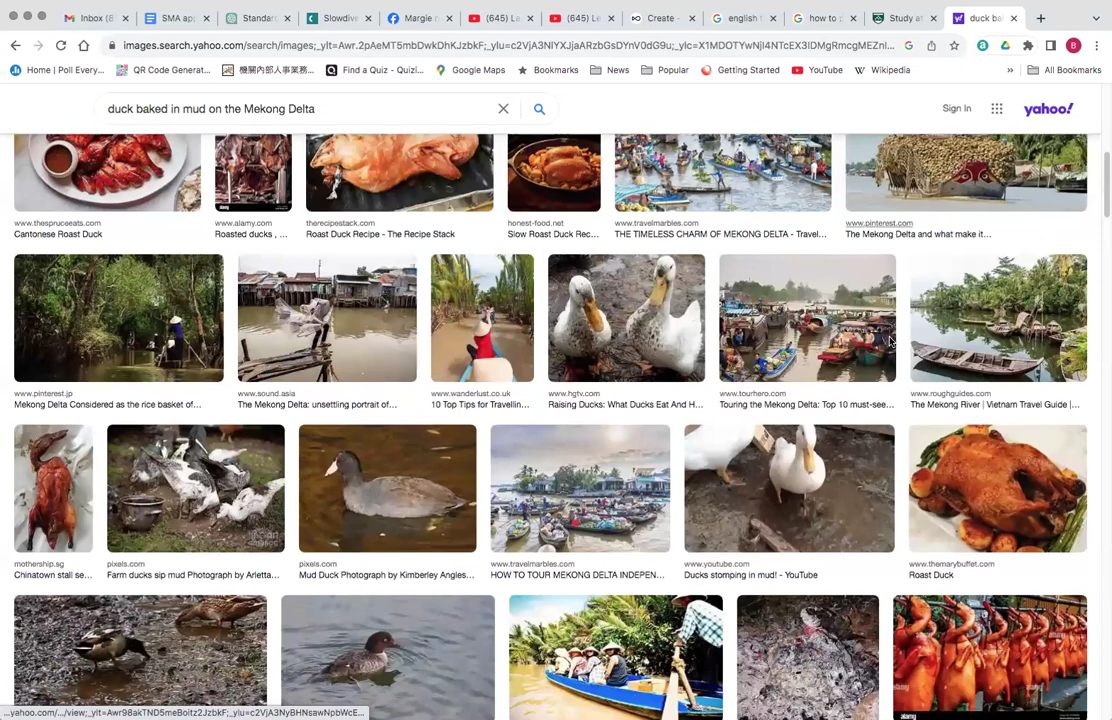 Inbox (8
SMA ap
Standar
Slowdive
Margie n
(645) La
(645) Le
Create -
english t
how to p
Study at
duck ba
images.search.yahoo.com/search/images;_ylt=Awr.2pAeMT5mbDwkDhKJzbkF;_ylu=c2VjA3NlYXJjaARzbGsDYnV0dG9u;_ylc=X1MDOTYwNjI4NTcEX3IDMgRmcgMEZnI...
Home | Poll Every...
QR Code Generat...
機關內部人事業務...
Find a Quiz - Quizi...
Google Maps
Bookmarks
News
Popular
Getting Started
YouTube
Wikipedia
»
All Bookmarks
duck baked in mud on the Mekong Delta
Sign In
yahoo!
www.thespruceeats.com
www.alamy.com
therecipestack.com
honest-food.net
www.travelmarbles.com
www.pinterest.com
Cantonese Roast Duck
Roasted ducks , ...
Roast Duck Recipe - The Recipe Stack
Slow Roast Duck Rec...
THE TIMELESS CHARM OF MEKONG DELTA - Travel...
The Mekong Delta and what make it...
www.pinterest.jp
www.sound.asia
www.wanderlust.co.uk
www.hgtv.com
www.tourhero.com
www.roughguides.com
Mekong Delta Considered as the rice basket of...
The Mekong Delta: unsettling portrait of...
10 Top Tips for Travellin...
Raising Ducks: What Ducks Eat And H...
Touring the Mekong Delta: Top 10 must-see...
The Mekong River | Vietnam Travel Guide |...
mothership.sg
pixels.com
pixels.com
www.travelmarbles.com
www.youtube.com
www.themarybuffet.com
Chinatown stall se...
Farm ducks sip mud Photograph by Arletta...
Mud Duck Photograph by Kimberley Angles...
HOW TO TOUR MEKONG DELTA INDEPEN...
Ducks stomping in mud! - YouTube
Roast Duck
alamy
...yahoo.com/.../view;_ylt=Awr98akTND5meBoitz2JzbkF;_ylu=c2VjA3NyBHNsawNpbWcE...